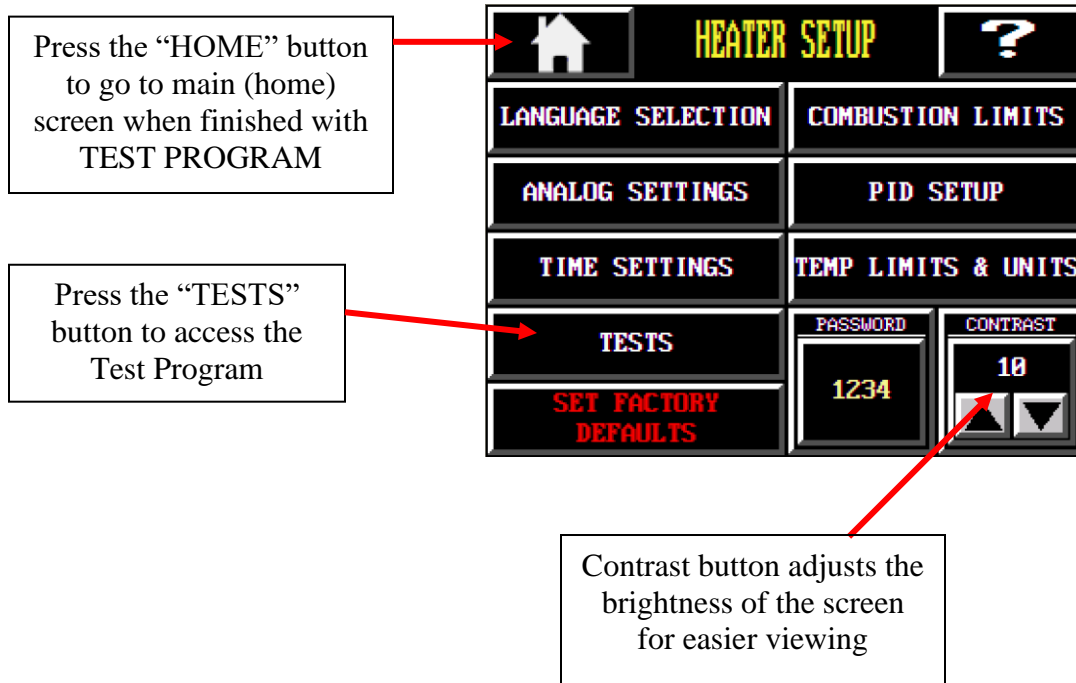 Press the “HOME” button
to go to main (home)
screen when finished with
TEST PROGRAM
HEATER SETUP
?
LANGUAGE SELECTION
COMBUSTION LIMITS
ANALOG SETTINGS
PID SETUP
TIME SETTINGS
TEMP LIMITS & UNITS
Press the “TESTS”
button to access the
Test Program
TESTS
PASSWORD
1234
CONTRAST
10
SET FACTORY
DEFAULTS
Contrast button adjusts the
brightness of the screen
for easier viewing